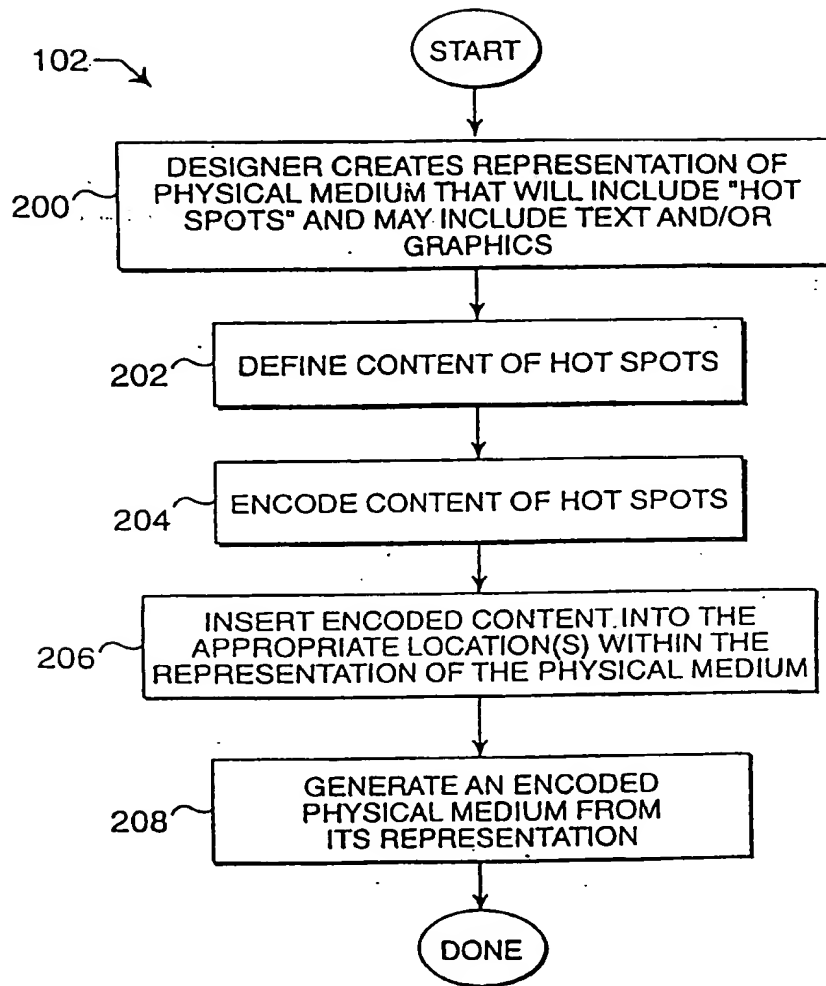 START
102
DESIGNER CREATES REPRESENTATION OF
PHYSICAL MEDIUM THAT WILL INCLUDE "HOT
SPOTS" AND MAY INCLUDE TEXT AND/OR
GRAPHICS
200
DEFINE CONTENT OF HOT SPOTS
202
ENCODE CONTENT OF HOT SPOTS
204
INSERT ENCODED CONTENT INTO THE
APPROPRIATE LOCATION(S) WITHIN THE
REPRESENTATION OF THE PHYSICAL MEDIUM
206
GENERATE AN ENCODED
PHYSICAL MEDIUM FROM
ITS REPRESENTATION
208
DONE